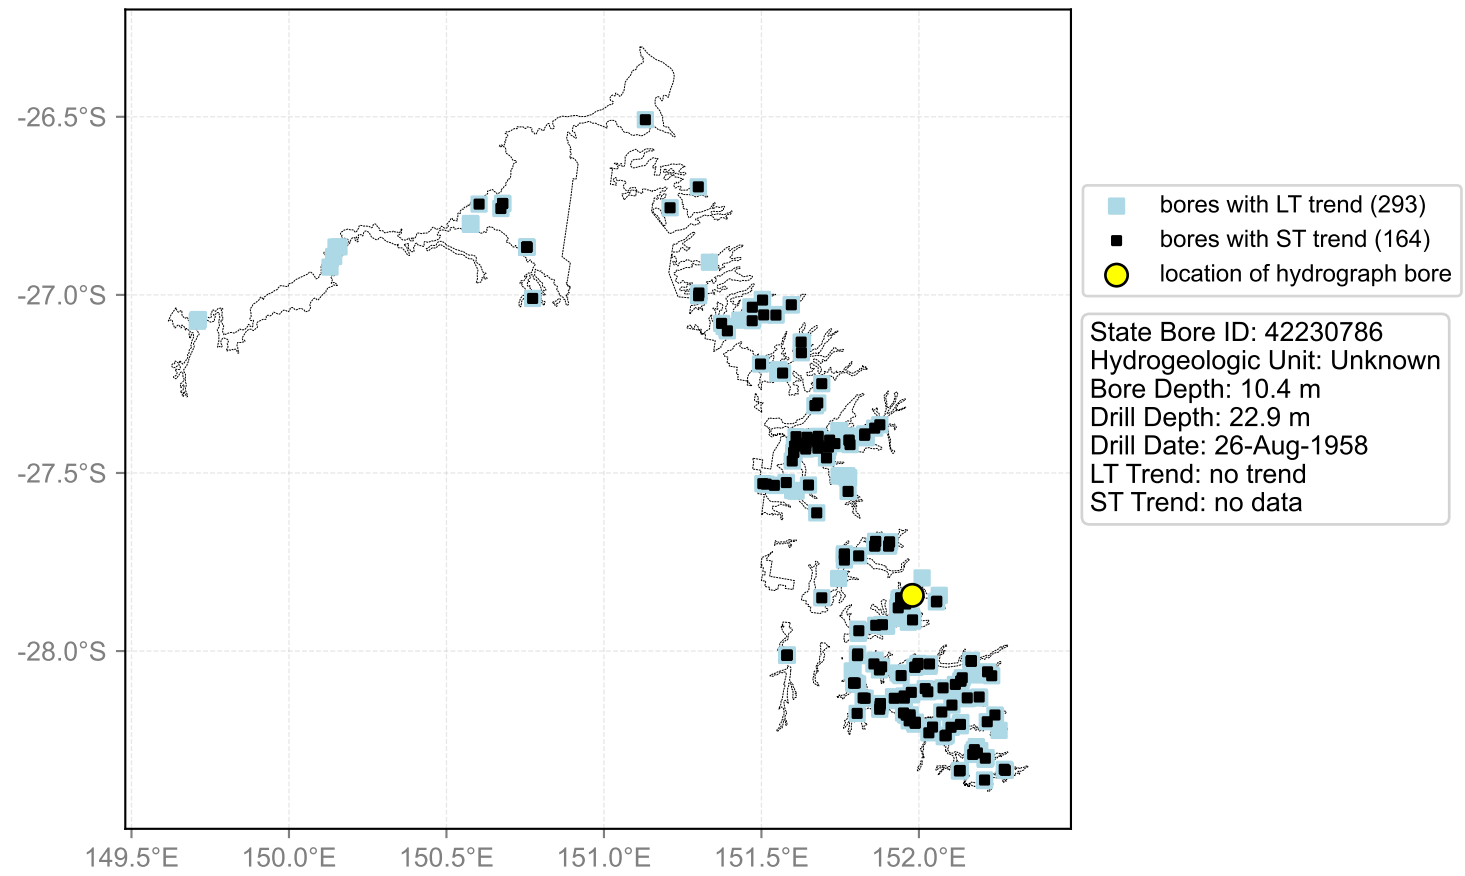 -26.5°S
-27.0°S
-27.5°S
-28.0°S
149.5°E
150.0°E
150.5°E
151.0°E
151.5°E
152.0°E
bores with LT trend (293)
bores with ST trend (164)
location of hydrograph bore
State Bore ID: 42230786
Hydrogeologic Unit: Unknown
Bore Depth: 10.4 m
Drill Depth: 22.9 m
Drill Date: 26-Aug-1958
LT Trend: no trend
ST Trend: no data